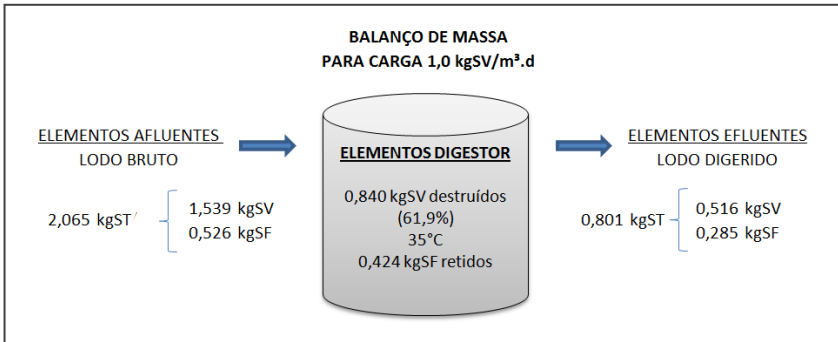 BALANÇO DE MASSA
PARA CARGA 1,0 kgSV/m³.d
ELEMENTOS AFLUENTES
LODO BRUTO
2,065 kgST
1,539 kgSV
0,526 kgSF
ELEMENTOS DIGESTOR
0,840 kgSV destruídos
(61,9%)
35°C
0,424 kgSF retidos
ELEMENTOS EFLUENTES
LODO DIGERIDO
0,801 kgST
0,516 kgSV
0,285 kgSF